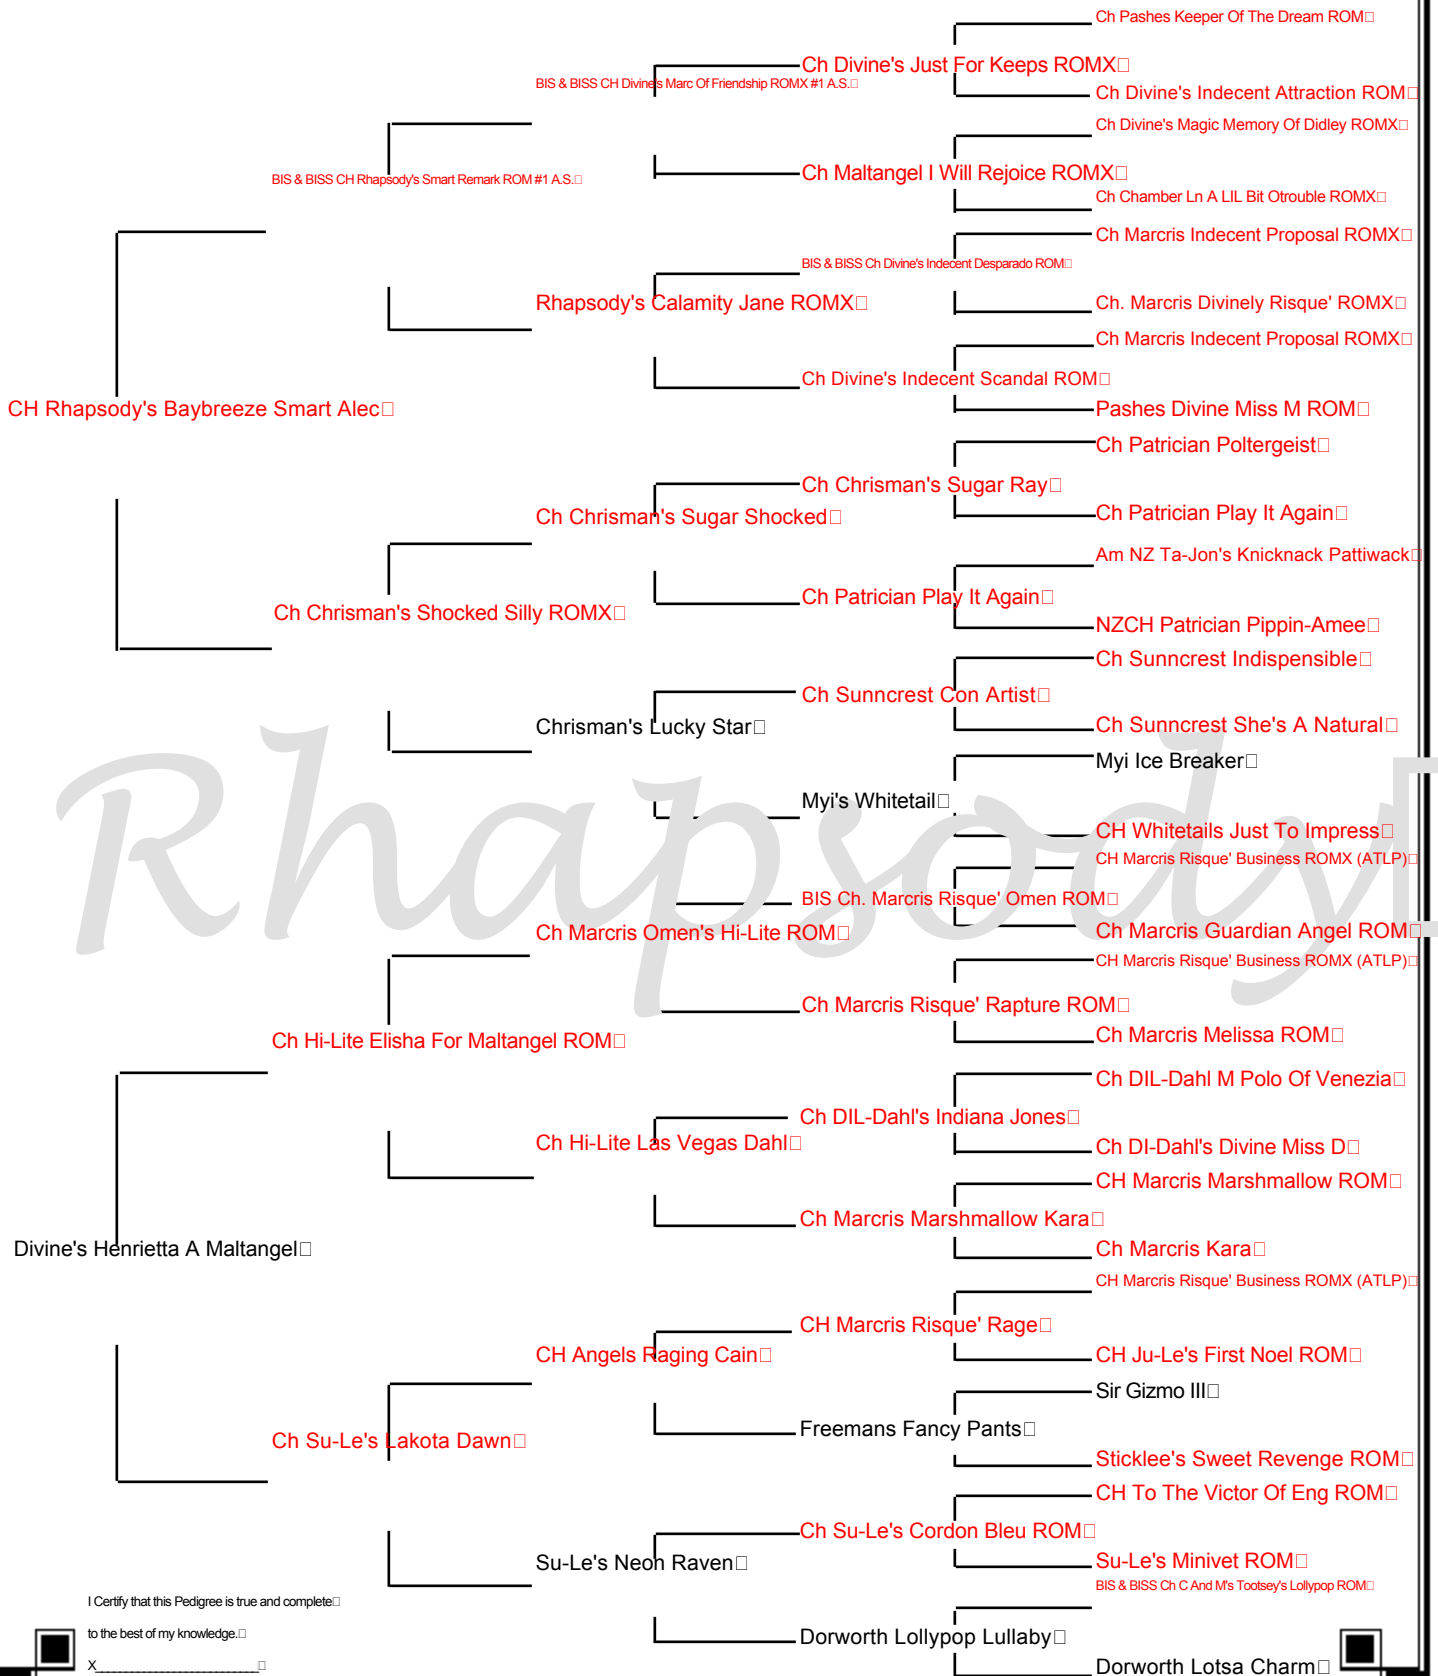 Ch Pashes Keeper Of The Dream ROM
Ch Divine's Just For Keeps ROMX
BIS & BISS CH Divine's Marc Of Friendship ROMX #1 A.S.
Ch Divine's Indecent Attraction ROM
Ch Divine's Magic Memory Of Didley ROMX
Ch Maltangel I Will Rejoice ROMX
BIS & BISS CH Rhapsody's Smart Remark ROM #1 A.S.
Ch Chamber Ln A LIL Bit Otrouble ROMX
Ch Marcris Indecent Proposal ROMX
BIS & BISS Ch Divine's Indecent Desparado ROM
Rhapsody's Calamity Jane ROMX
Ch. Marcris Divinely Risque' ROMX
Ch Marcris Indecent Proposal ROMX
Ch Divine's Indecent Scandal ROM
CH Rhapsody's Baybreeze Smart Alec
Pashes Divine Miss M ROM
Ch Patrician Poltergeist
Ch Chrisman's Sugar Ray
Ch Chrisman's Sugar Shocked
Ch Patrician Play It Again
Am NZ Ta-Jon's Knicknack Pattiwack
Ch Patrician Play It Again
Ch Chrisman's Shocked Silly ROMX
NZCH Patrician Pippin-Amee
Ch Sunncrest Indispensible
Ch Sunncrest Con Artist
Chrisman's Lucky Star
Ch Sunncrest She's A Natural
Myi Ice Breaker
Myi's Whitetail
CH Whitetails Just To Impress
Rhapsody
CH Marcris Risque' Business ROMX (ATLP)
BIS Ch. Marcris Risque' Omen ROM
Ch Marcris Omen's Hi-Lite ROM
Ch Marcris Guardian Angel ROM
CH Marcris Risque' Business ROMX (ATLP)
Ch Marcris Risque' Rapture ROM
Ch Hi-Lite Elisha For Maltangel ROM
Ch Marcris Melissa ROM
Ch DIL-Dahl M Polo Of Venezia
Ch DIL-Dahl's Indiana Jones
Ch Hi-Lite Las Vegas Dahl
Ch DI-Dahl's Divine Miss D
CH Marcris Marshmallow ROM
Ch Marcris Marshmallow Kara
Divine's Henrietta A Maltangel
Ch Marcris Kara
CH Marcris Risque' Business ROMX (ATLP)
CH Marcris Risque' Rage
CH Angels Raging Cain
CH Ju-Le's First Noel ROM
Sir Gizmo III
Freemans Fancy Pants
Ch Su-Le's Lakota Dawn
Sticklee's Sweet Revenge ROM
CH To The Victor Of Eng ROM
Ch Su-Le's Cordon Bleu ROM
Su-Le's Neon Raven
Su-Le's Minivet ROM
BIS & BISS Ch C And M's Tootsey's Lollypop ROM
I Certify that this Pedigree is true and complete
to the best of my knowledge.
Dorworth Lollypop Lullaby
X___________________________
Dorworth Lotsa Charm